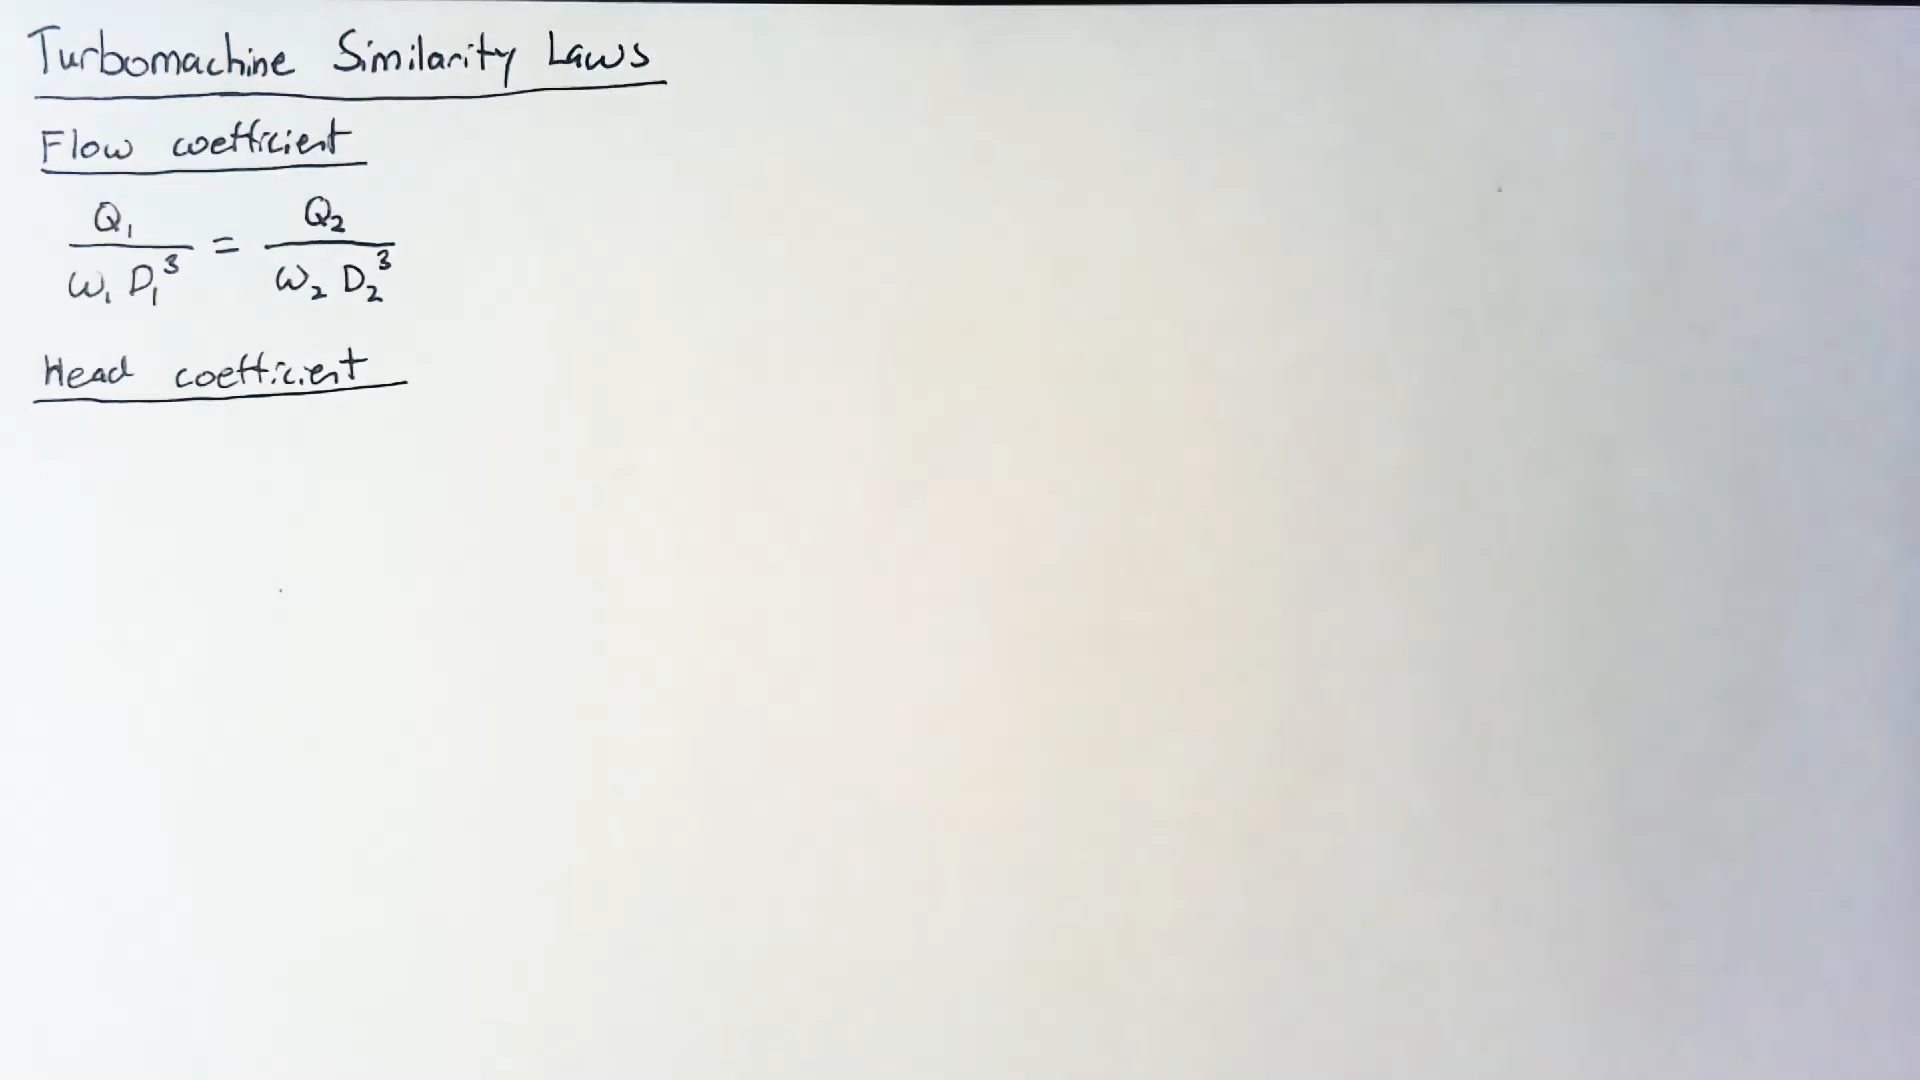 Turbomachine Similarity Laws
Flow coefficient
Q₁/(ω₁ D₁³) = Q₂/(ω₂ D₂³)
Head coefficient